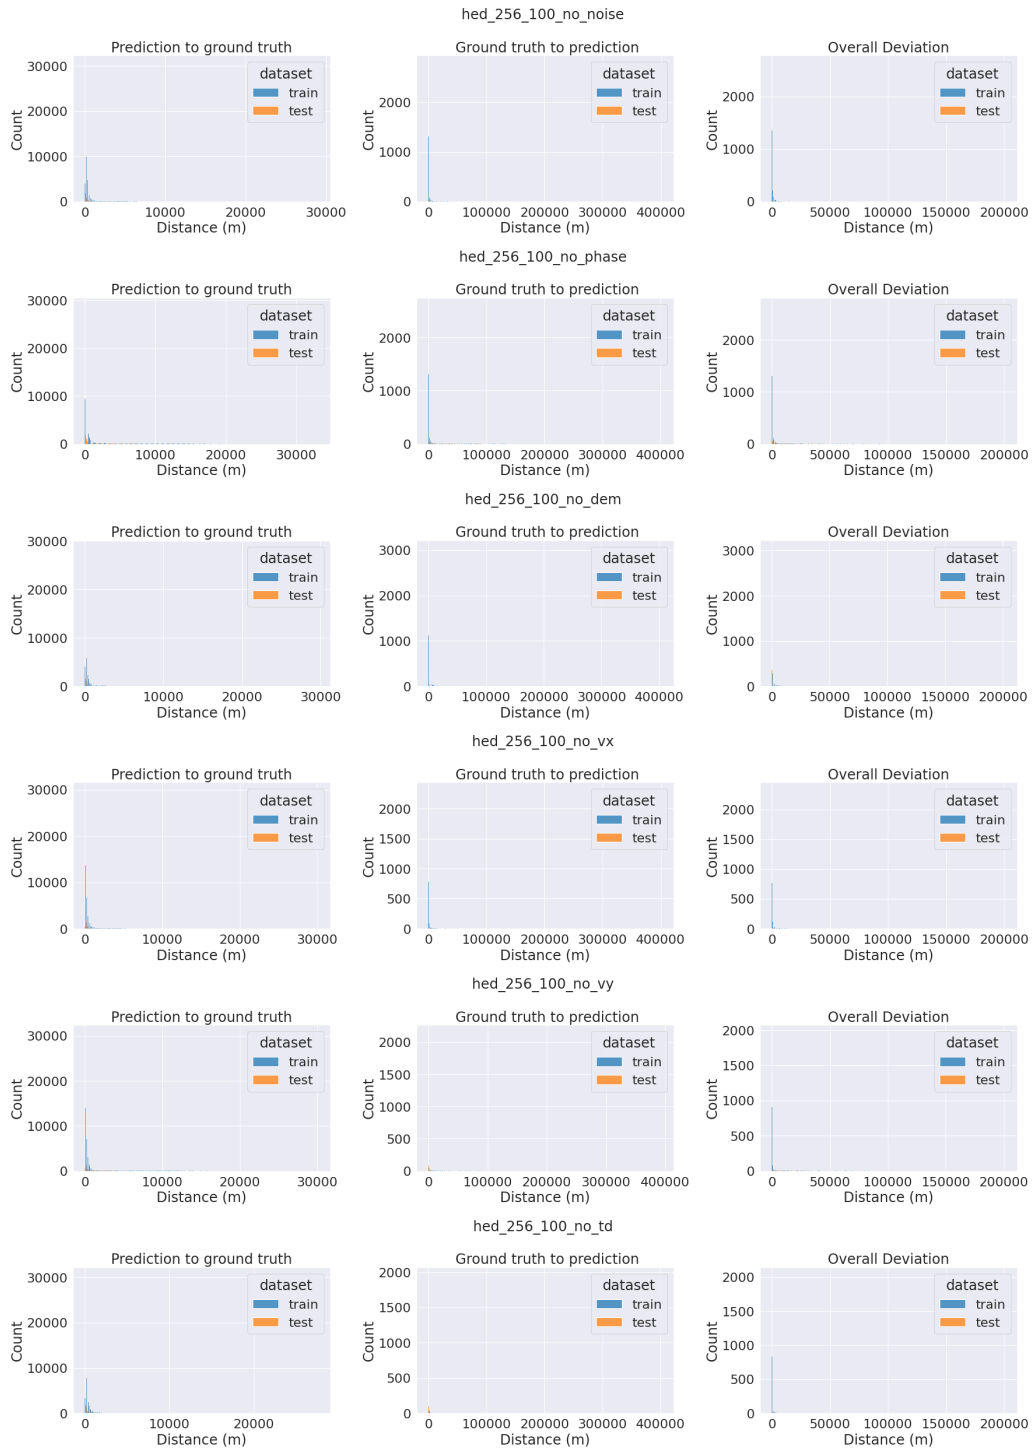 hed_256_100_no_noise
Prediction to ground truth
Count
30000
20000
10000
0
dataset
train
test
0 10000 20000 30000
Distance (m)
Ground truth to prediction
Count
2000
1000
0
dataset
train
test
0 100000 200000 300000 400000
Distance (m)
Overall Deviation
Count
2000
1000
0
dataset
train
test
0 50000 100000 150000 200000
Distance (m)
hed_256_100_no_phase
Prediction to ground truth
Count
30000
20000
10000
0
dataset
train
test
0 10000 20000 30000
Distance (m)
Ground truth to prediction
Count
2000
1000
0
dataset
train
test
0 100000 200000 300000 400000
Distance (m)
Overall Deviation
Count
2000
1000
0
dataset
train
test
0 50000 100000 150000 200000
Distance (m)
hed_256_100_no_dem
Prediction to ground truth
Count
30000
20000
10000
0
dataset
train
test
0 10000 20000 30000
Distance (m)
Ground truth to prediction
Count
3000
2000
1000
0
dataset
train
test
0 100000 200000 300000 400000
Distance (m)
Overall Deviation
Count
3000
2000
1000
0
dataset
train
test
0 50000 100000 150000 200000
Distance (m)
hed_256_100_no_vx
Prediction to ground truth
Count
30000
20000
10000
0
dataset
train
test
0 10000 20000 30000
Distance (m)
Ground truth to prediction
Count
2000
1500
1000
500
0
dataset
train
test
0 100000 200000 300000 400000
Distance (m)
Overall Deviation
Count
2000
1500
1000
500
0
dataset
train
test
0 50000 100000 150000 200000
Distance (m)
hed_256_100_no_vy
Prediction to ground truth
Count
30000
20000
10000
0
dataset
train
test
0 10000 20000 30000
Distance (m)
Ground truth to prediction
Count
2000
1500
1000
500
0
dataset
train
test
0 100000 200000 300000 400000
Distance (m)
Overall Deviation
Count
2000
1500
1000
500
0
dataset
train
test
0 50000 100000 150000 200000
Distance (m)
hed_256_100_no_td
Prediction to ground truth
Count
30000
20000
10000
0
dataset
train
test
0 10000 20000
Distance (m)
Ground truth to prediction
Count
2000
1500
1000
500
0
dataset
train
test
0 100000 200000 300000 400000
Distance (m)
Overall Deviation
Count
2000
1500
1000
500
0
dataset
train
test
0 50000 100000 150000 200000
Distance (m)